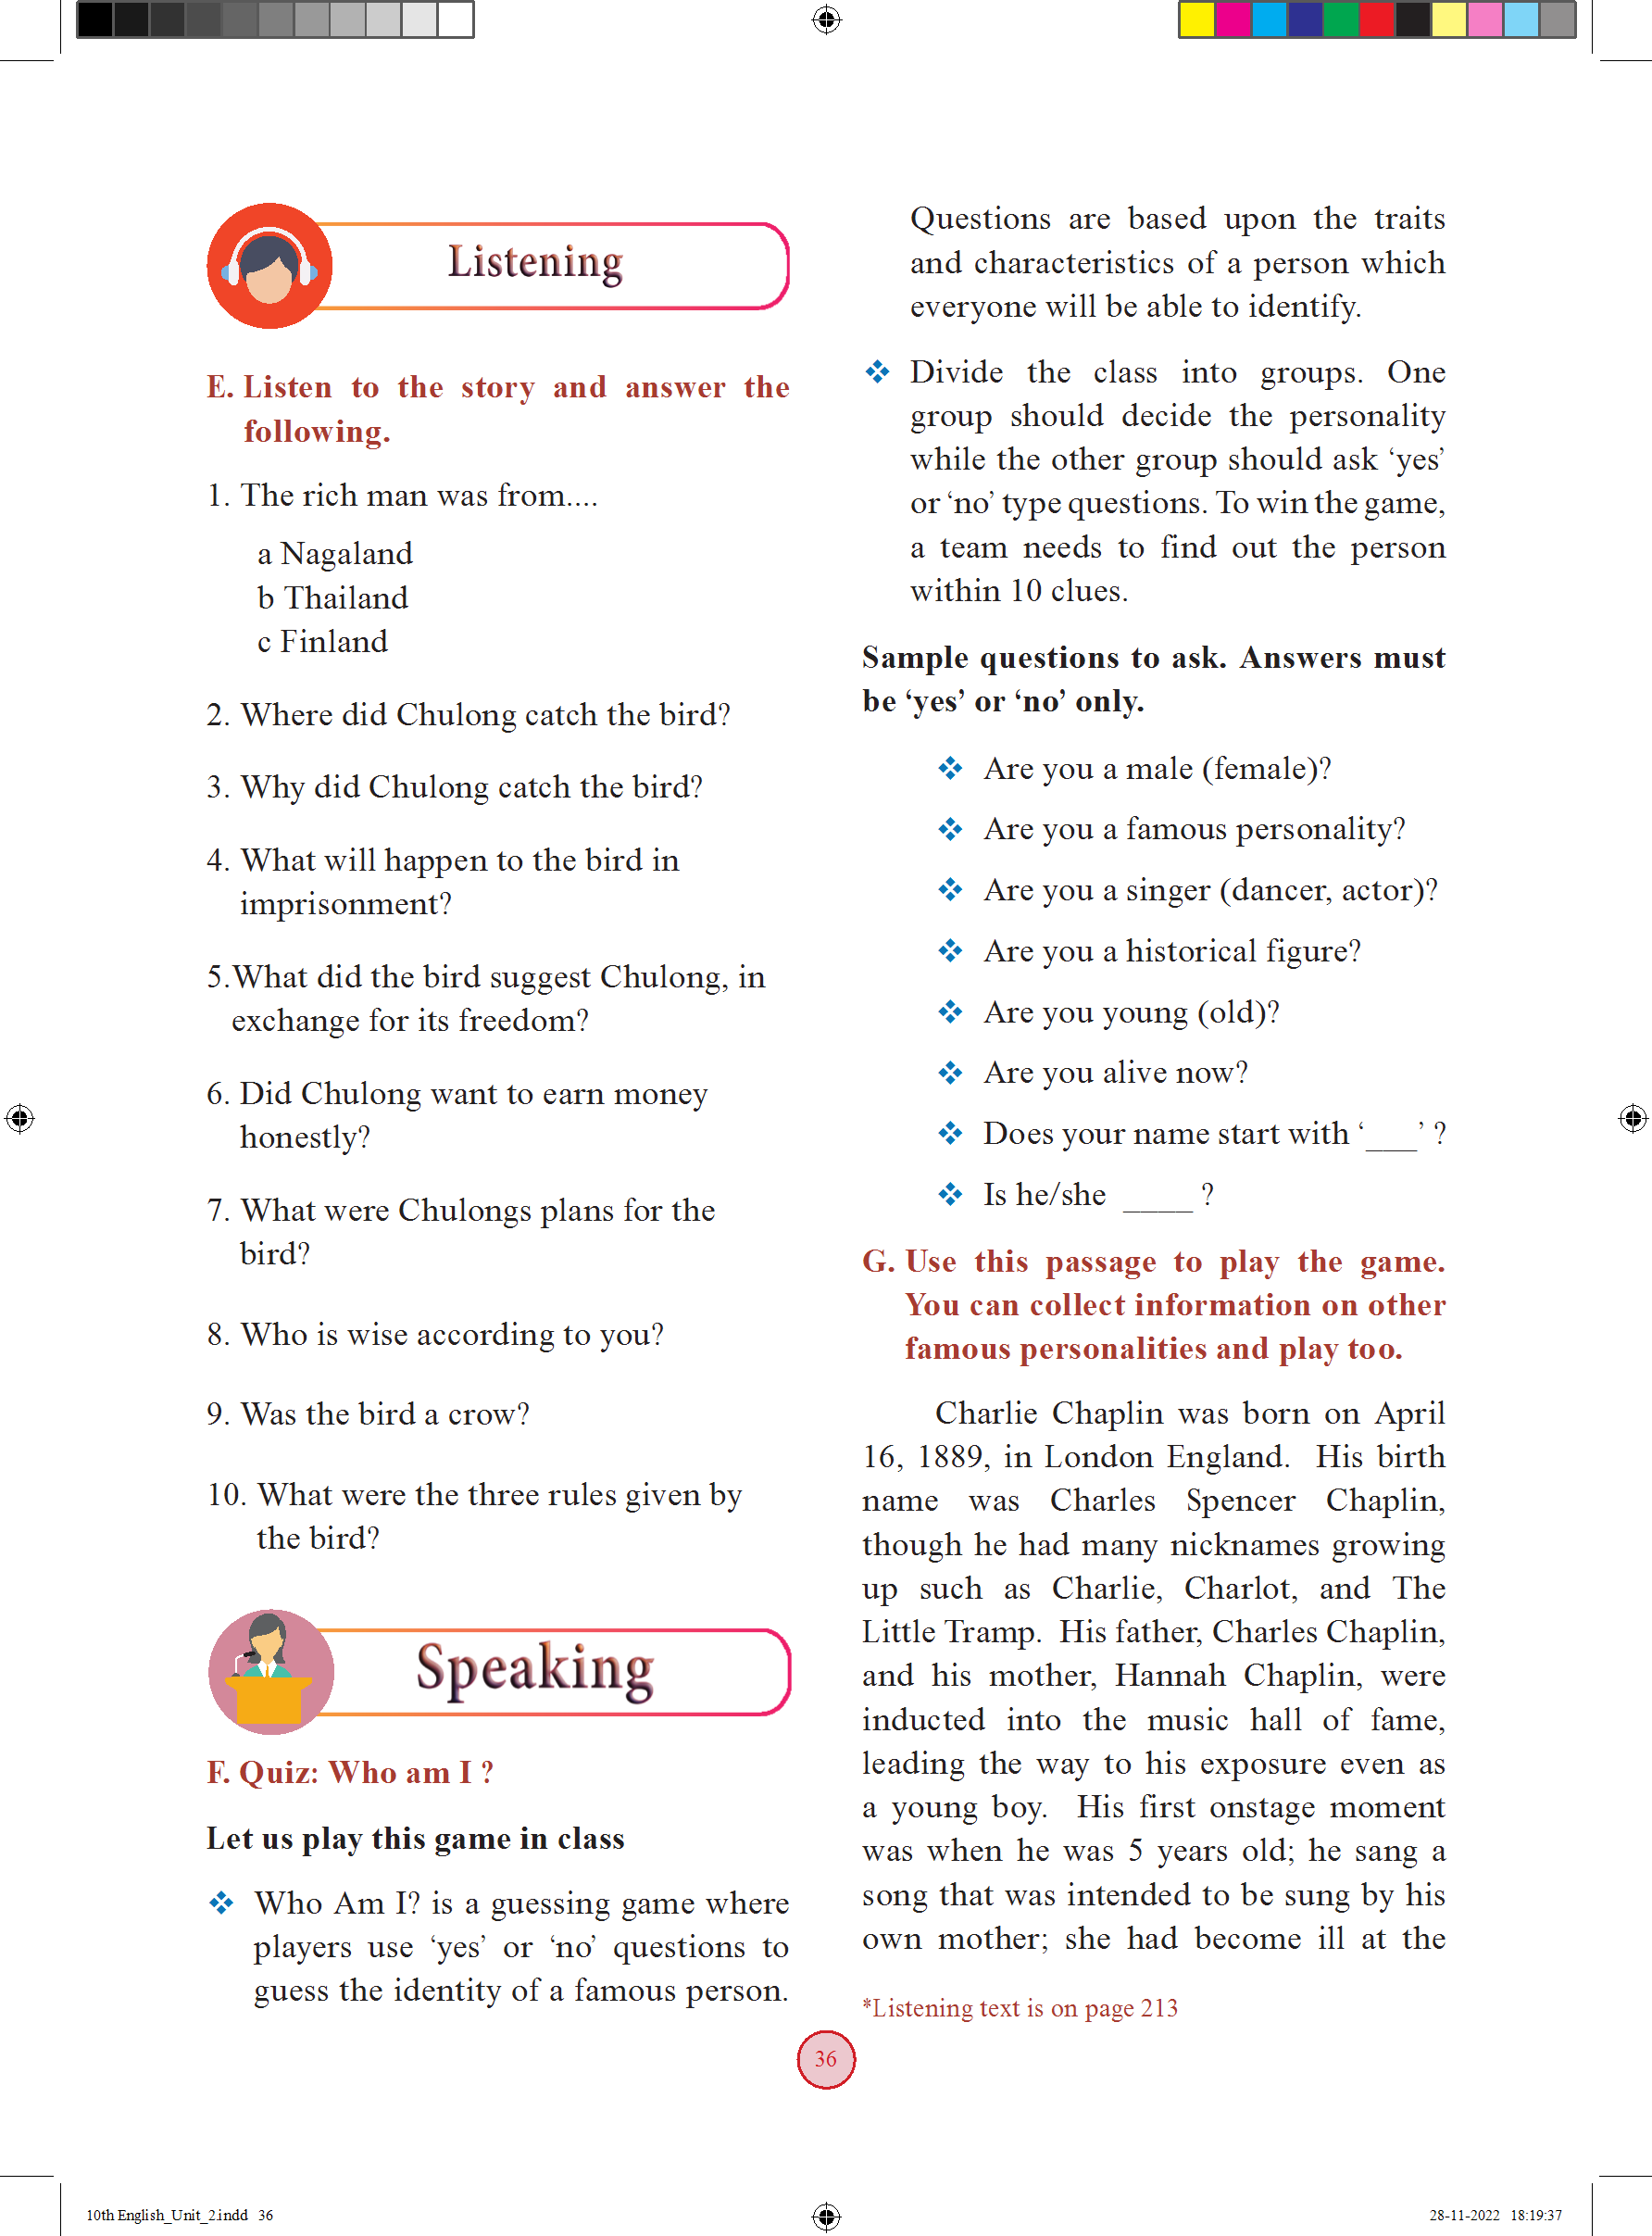 Listening
E. Listen to the story and answer the
following.
1. The rich man was from....
a Nagaland
b Thailand
c Finland
2. Where did Chulong catch the bird?
3. Why did Chulong catch the bird?
4. What will happen to the bird in
imprisonment?
5.What did the bird suggest Chulong, in
exchange for its freedom?
6. Did Chulong want to earn money
honestly?
7. What were Chulongs plans for the
bird?
8. Who is wise according to you?
9. Was the bird a crow?
10. What were the three rules given by
the bird?
Speaking
F. Quiz: Who am I ?
Let us play this game in class
❖ Who Am I? is a guessing game where
players use ‘yes’ or ‘no’ questions to
guess the identity of a famous person.
Questions are based upon the traits
and characteristics of a person which
everyone will be able to identify.
❖ Divide the class into groups. One
group should decide the personality
while the other group should ask ‘yes’
or ‘no’ type questions. To win the game,
a team needs to find out the person
within 10 clues.
Sample questions to ask. Answers must
be ‘yes’ or ‘no’ only.
❖ Are you a male (female)?
❖ Are you a famous personality?
❖ Are you a singer (dancer, actor)?
❖ Are you a historical figure?
❖ Are you young (old)?
❖ Are you alive now?
❖ Does your name start with ‘___’ ?
❖ Is he/she ____ ?
G. Use this passage to play the game.
You can collect information on other
famous personalities and play too.
Charlie Chaplin was born on April
16, 1889, in London England. His birth
name was Charles Spencer Chaplin,
though he had many nicknames growing
up such as Charlie, Charlot, and The
Little Tramp. His father, Charles Chaplin,
and his mother, Hannah Chaplin, were
inducted into the music hall of fame,
leading the way to his exposure even as
a young boy. His first onstage moment
was when he was 5 years old; he sang a
song that was intended to be sung by his
own mother; she had become ill at the
*Listening text is on page 213
36
10th English_Unit_2.indd 36
28-11-2022 18:19:37